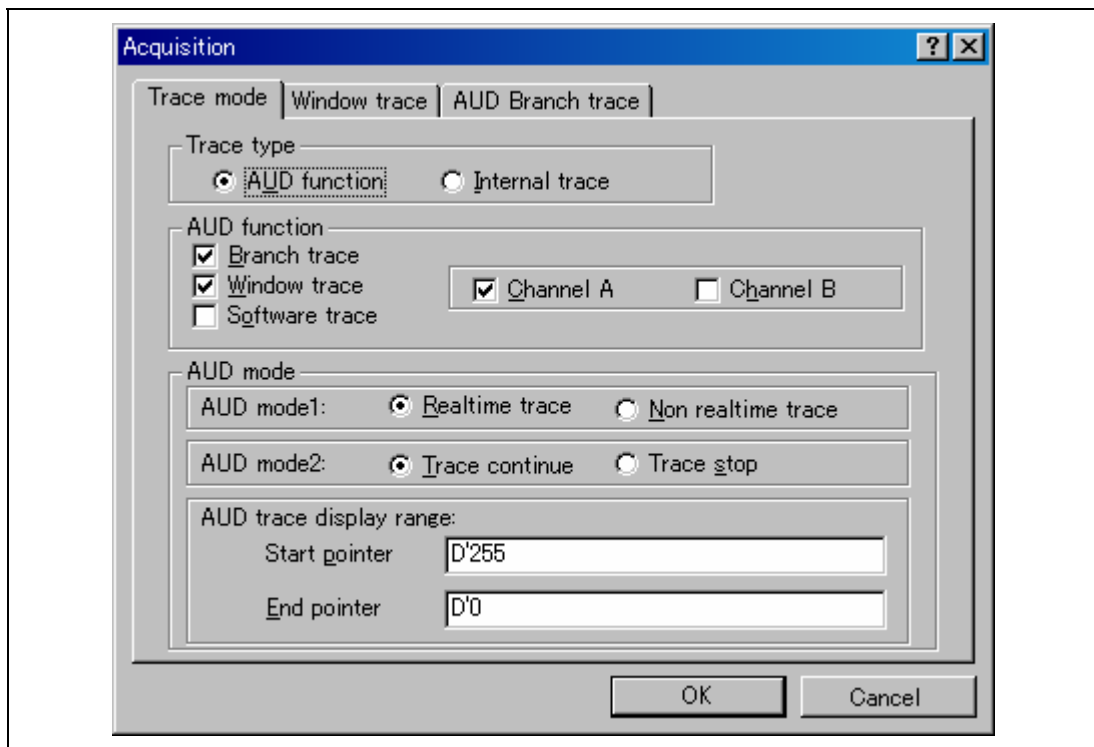 Acquisition
Trace mode Window trace AUD Branch trace
Trace type
AUD function Internal trace
AUD function
Branch trace
Window trace Channel A Channel B
Software trace
AUD mode
AUD mode1: Realtime trace Non realtime trace
AUD mode2: Trace continue Trace stop
AUD trace display range:
Start pointer D'255
End pointer D'0
OK Cancel